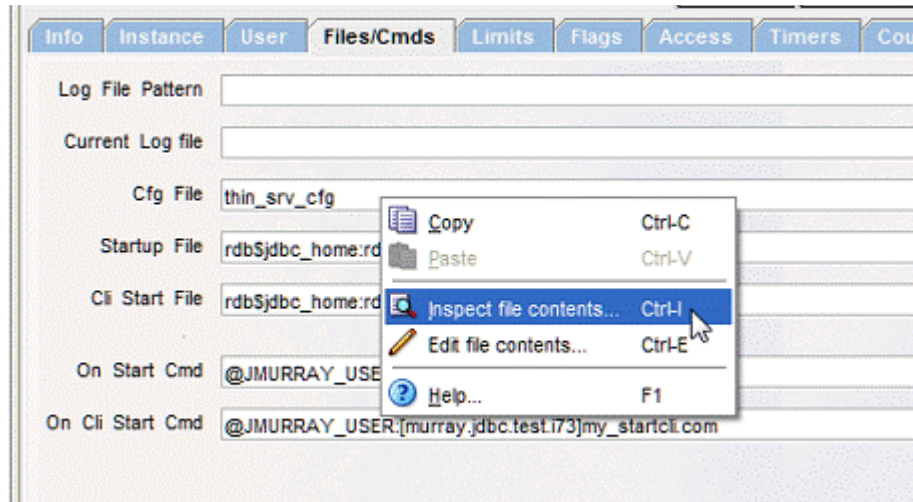 Info Instance User Files/Cmds Limits Flags Access Timers Cou
Log File Pattern
Current Log file
Cfg File thin_srv_cfg
Startup File rdb$jdbc_home:rd
Cli Start File rdb$jdbc_home:rd
On Start Cmd @JMURRAY_USE
On Cli Start Cmd @JMURRAY_USER:[murray.jdbc.test.i73]my_startcli.com
Copy Ctrl-C
Paste Ctrl-V
Inspect file contents... Ctrl-I
Edit file contents... Ctrl-E
Help... F1